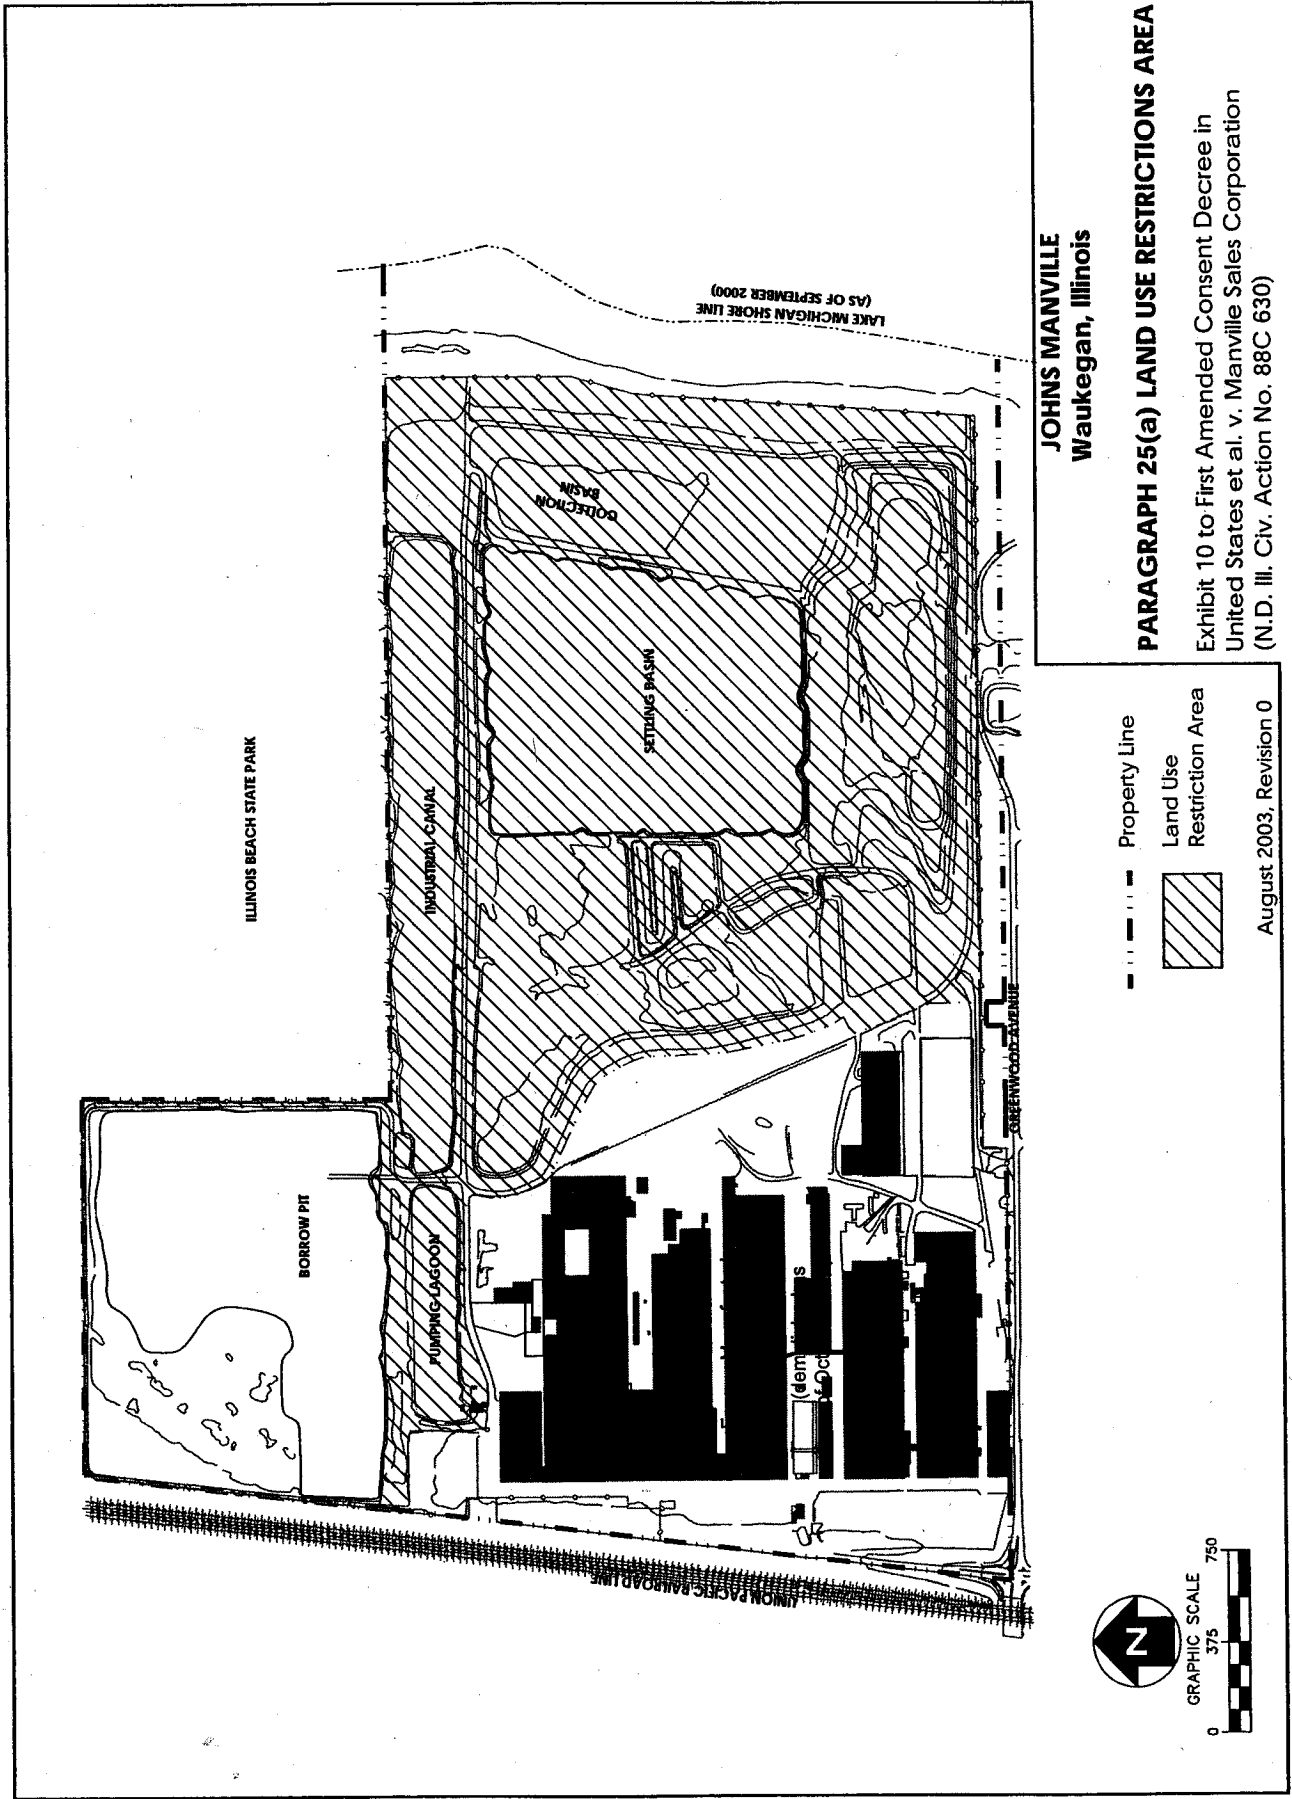 ILLINOIS BEACH STATE PARK
BORROW PIT
PUMPING LAGOON
INDUSTRIAL CANAL
SETTLING BASIN
COLLECTION
BASIN
LAKE MICHIGAN SHORE LINE
(AS OF SEPTEMBER 2000)
UNION PACIFIC RAILROAD LINE
GREENWOOD AVENUE
N
GRAPHIC SCALE
0 375 750
Property Line
Land Use
Restriction Area
August 2003, Revision 0
JOHNS MANVILLE
Waukegan, Illinois
PARAGRAPH 25(a) LAND USE RESTRICTIONS AREA
Exhibit 10 to First Amended Consent Decree in
United States et al. v. Manville Sales Corporation
(N.D. Ill. Civ. Action No. 88C 630)